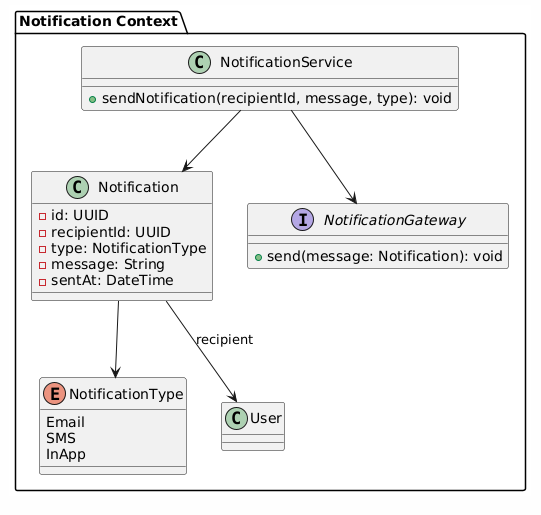 Notification Context
C NotificationService
sendNotification(recipientId, message, type): void
C Notification
id: UUID
recipientId: UUID
type: NotificationType
message: String
sentAt: DateTime
I NotificationGateway
send(message: Notification): void
recipient
E NotificationType
Email
SMS
InApp
C User